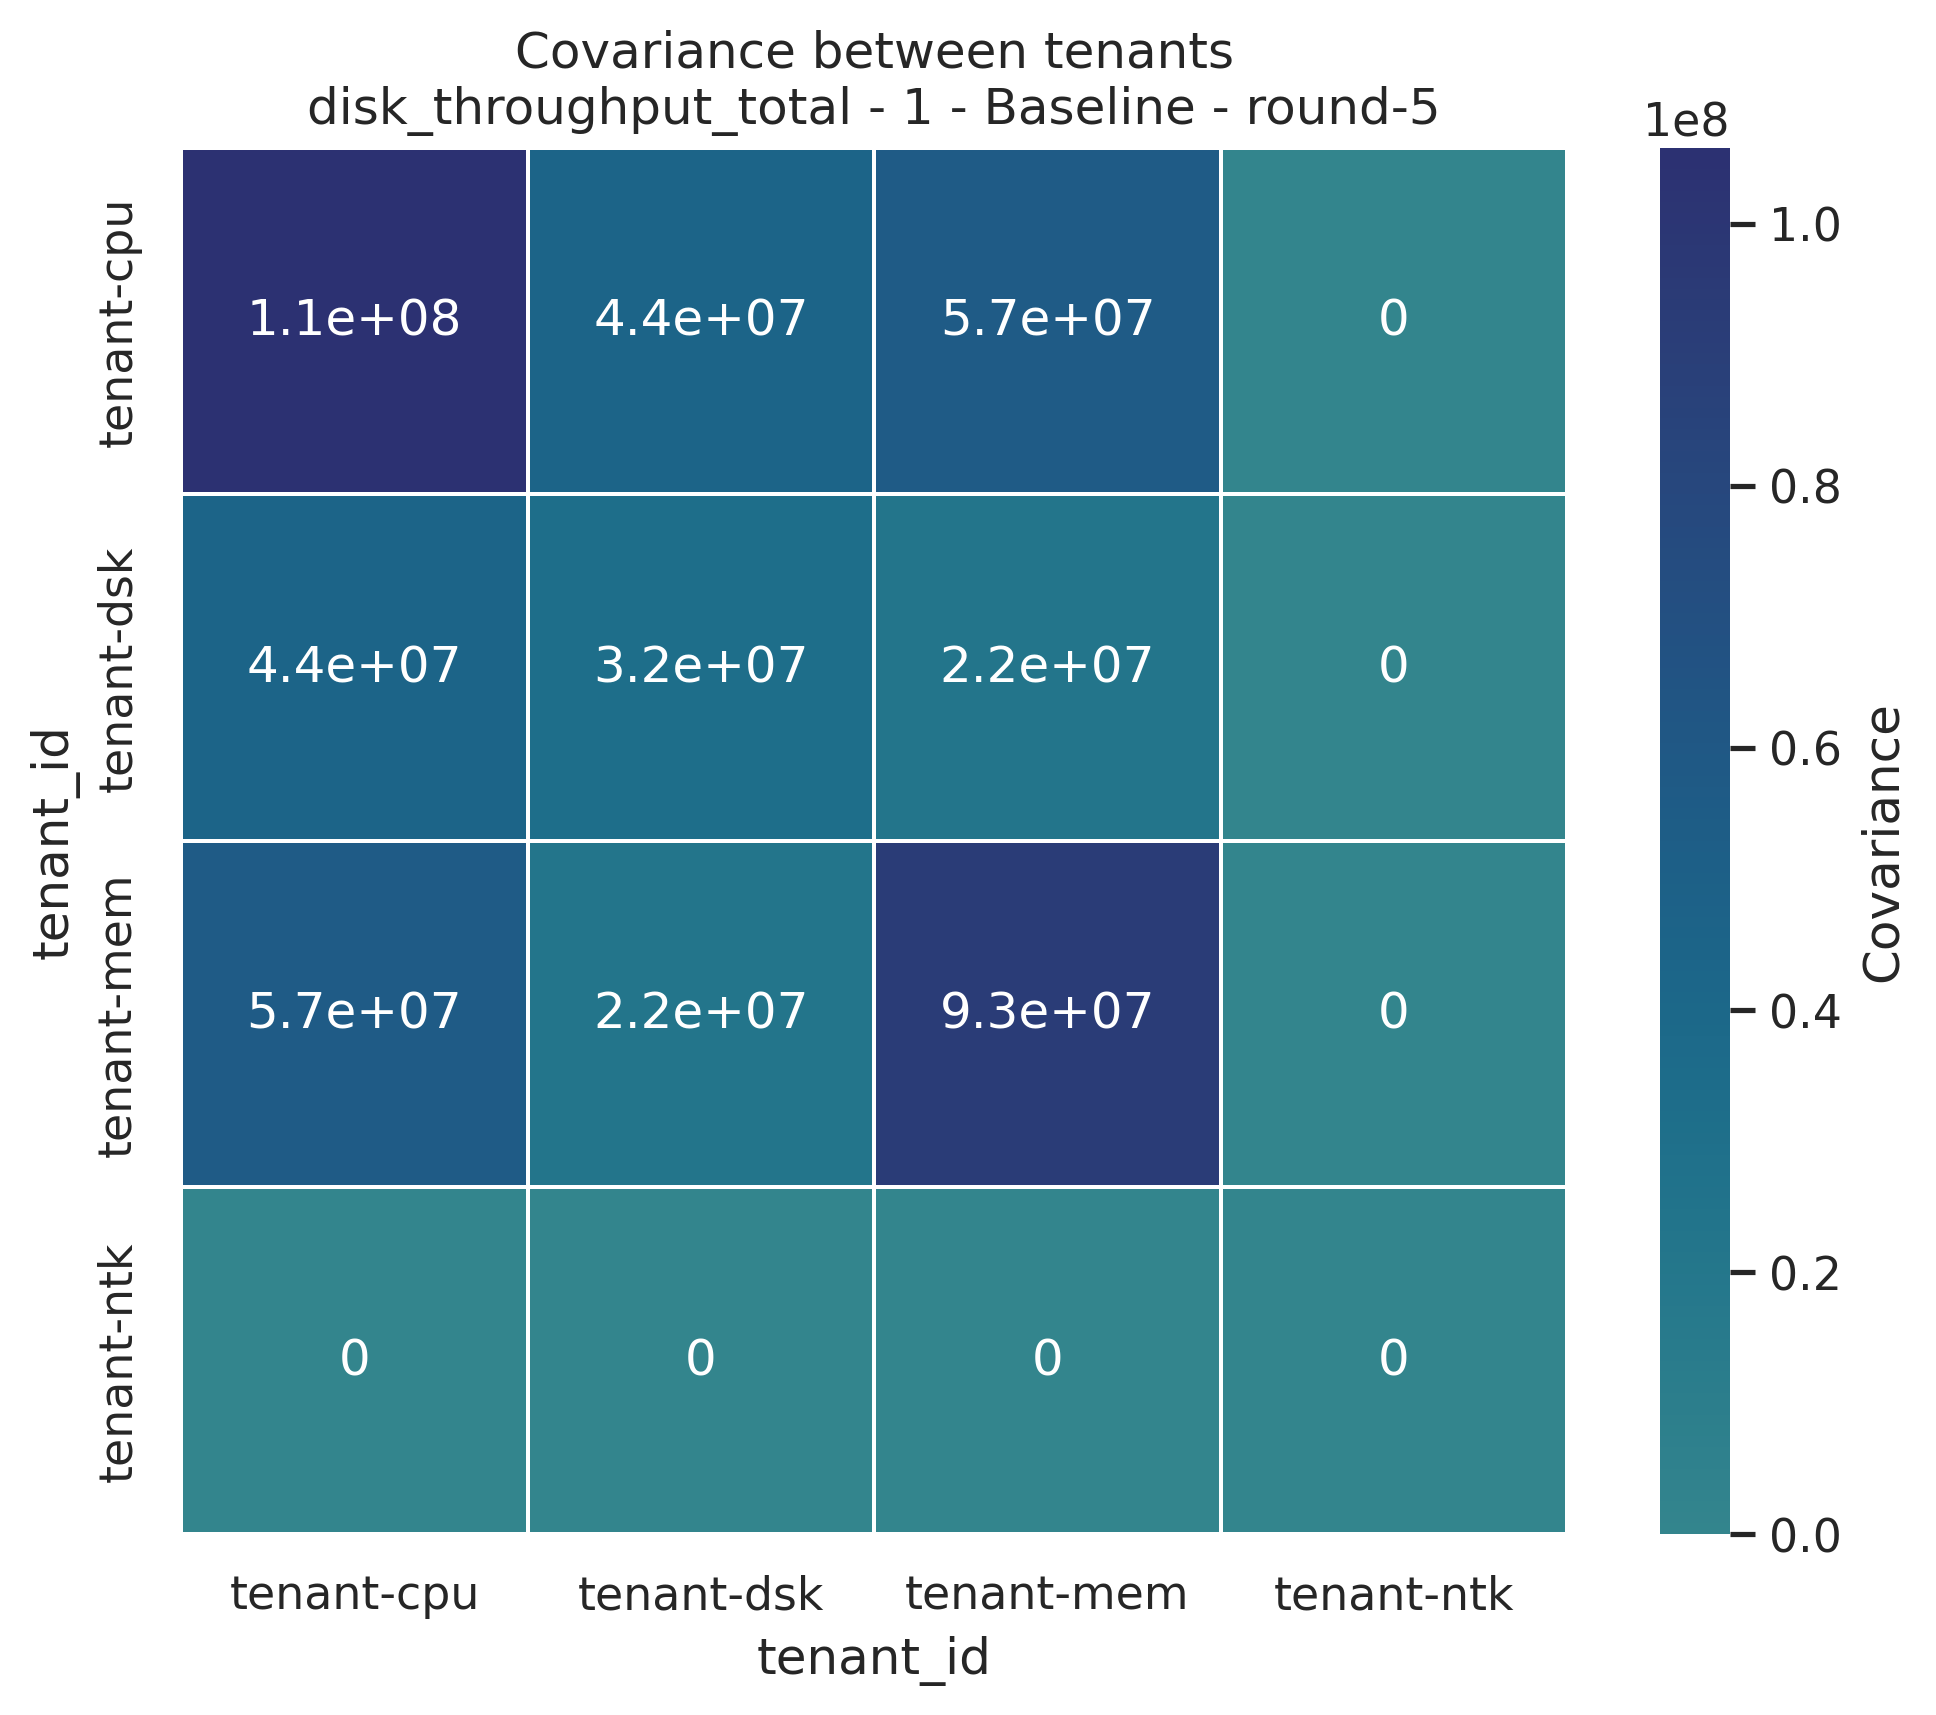 Covariance between tenants
disk_throughput_total - 1 - Baseline - round-5
1e8
tenant_id
tenant-cpu
1.1e+08 4.4e+07 5.7e+07 0
tenant-dsk
4.4e+07 3.2e+07 2.2e+07 0
tenant-mem
5.7e+07 2.2e+07 9.3e+07 0
tenant-ntk
0 0 0 0
tenant-cpu tenant-dsk tenant-mem tenant-ntk
tenant_id
1.0
0.8
0.6
0.4
0.2
0.0
Covariance